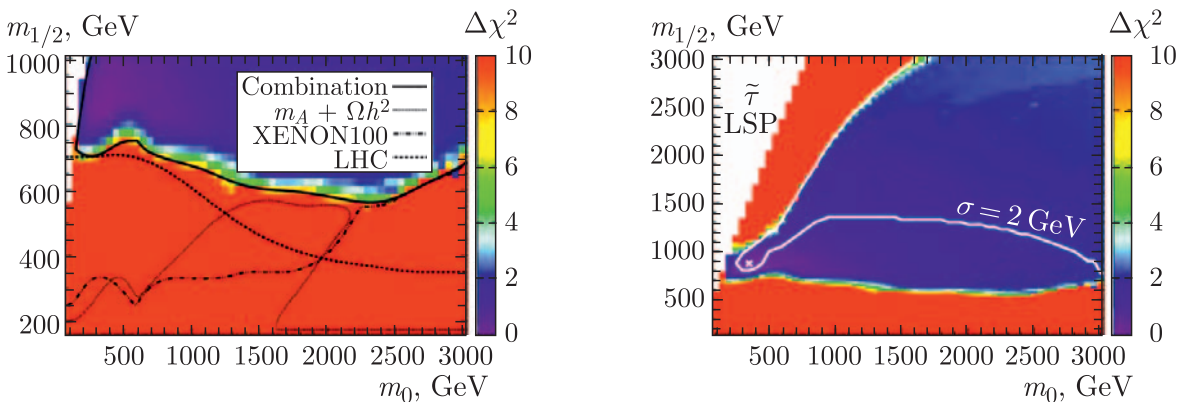 m₁/₂, GeV
Δχ²
1000
800
600
400
200
500 1000 1500 2000 2500 3000
m₀, GeV
10
8
6
4
2
0
Combination
m_A + Ωh²
XENON100
LHC
m₁/₂, GeV
Δχ²
3000
2500
2000
1500
1000
500
500 1000 1500 2000 2500 3000
m₀, GeV
10
8
6
4
2
0
τ̃
LSP
σ = 2 GeV